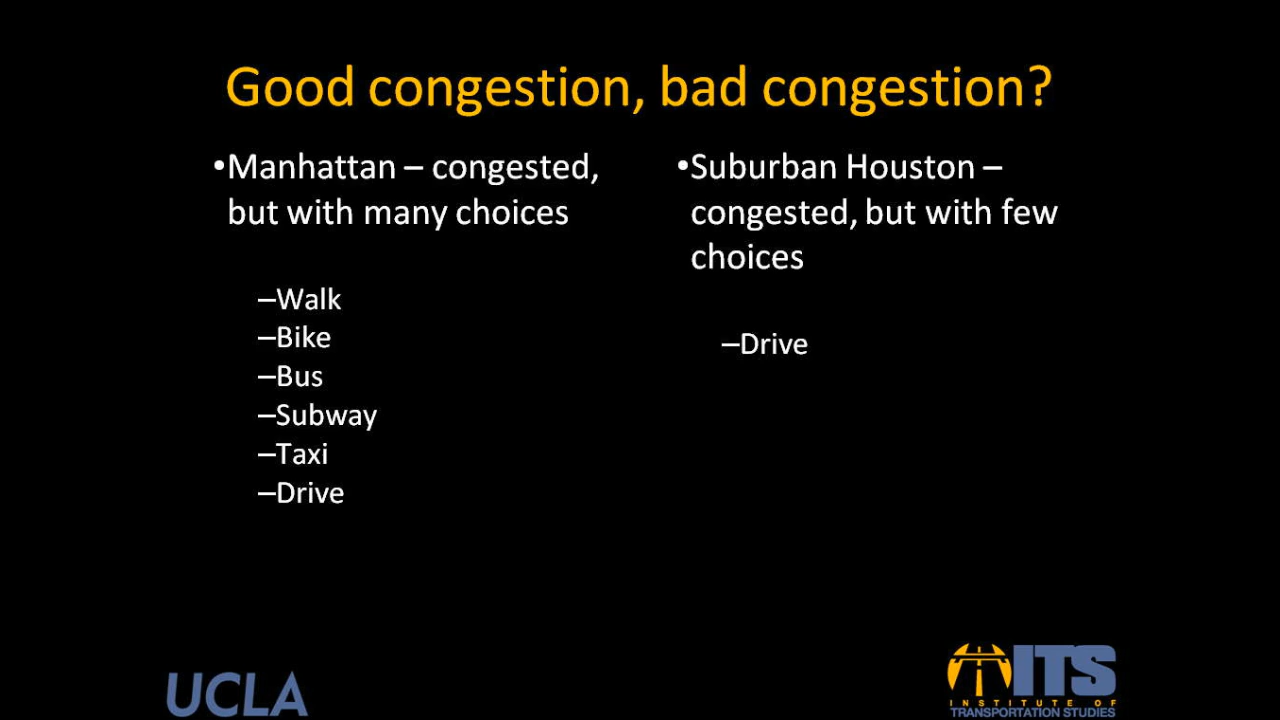 Good congestion, bad congestion?
•Manhattan – congested,
but with many choices
–Walk
–Bike
–Bus
–Subway
–Taxi
–Drive
•Suburban Houston –
congested, but with few
choices
–Drive
UCLA
ITS
INSTITUTE OF
TRANSPORTATION STUDIES